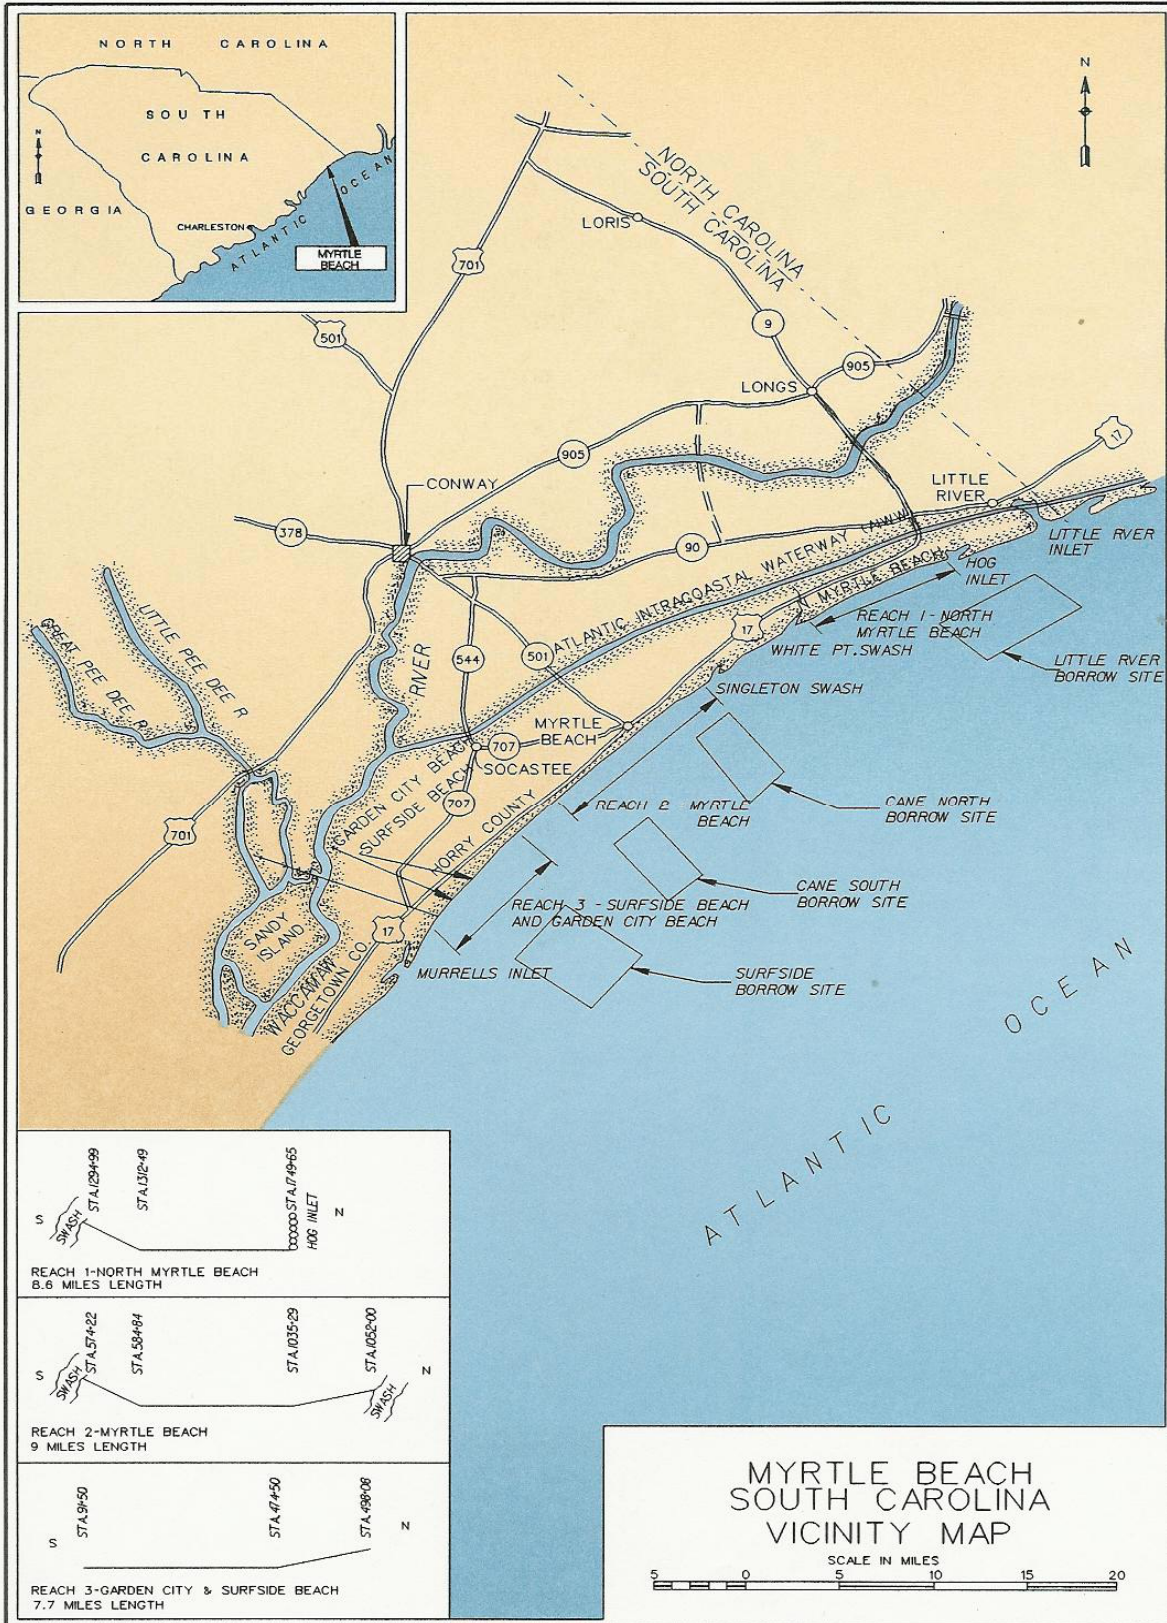 NORTH CAROLINA
SOUTH
CAROLINA
N
GEORGIA
CHARLESTON
ATLANTIC OCEAN
MYRTLE
BEACH
N
NORTH CAROLINA
SOUTH CAROLINA
LORIS
701
9
501
905
LONGS
17
905
CONWAY
LITTLE
RIVER
378
90
ATLANTIC INTRACOASTAL WATERWAY (AIWW)
LITTLE RVER
INLET
HOG
INLET
N. MYRTLE BEACH
17
REACH 1-NORTH
MYRTLE BEACH
WHITE PT.SWASH
LITTLE RIVER
BORROW SITE
LITTLE PEE DEE R
GREAT PEE DEE R
RIVER
544
501
SINGLETON SWASH
MYRTLE
BEACH
707
SOCASTEE
GARDEN CITY BEACH
SURFSIDE BEACH
707
HORRY COUNTY
REACH 2 MYRTLE
BEACH
CANE NORTH
BORROW SITE
701
CANE SOUTH
BORROW SITE
REACH 3 - SURFSIDE BEACH
AND GARDEN CITY BEACH
SANDY
ISLAND
17
MURRELLS INLET
SURFSIDE
BORROW SITE
WACCAMAW
GEORGETOWN CO.
ATLANTIC OCEAN
S
SWASH
STA.1294+99
STA.1312+49
STA.1749+65
HOG INLET
N
REACH 1-NORTH MYRTLE BEACH
8.6 MILES LENGTH
S
SWASH
STA.574+22
STA.584+84
STA.1035+29
STA.1052+00
SWASH
N
REACH 2-MYRTLE BEACH
9 MILES LENGTH
S
STA.91+50
STA.474+50
STA.498+08
N
REACH 3-GARDEN CITY & SURFSIDE BEACH
7.7 MILES LENGTH
MYRTLE BEACH
SOUTH CAROLINA
VICINITY MAP
SCALE IN MILES
5 0 5 10 15 20